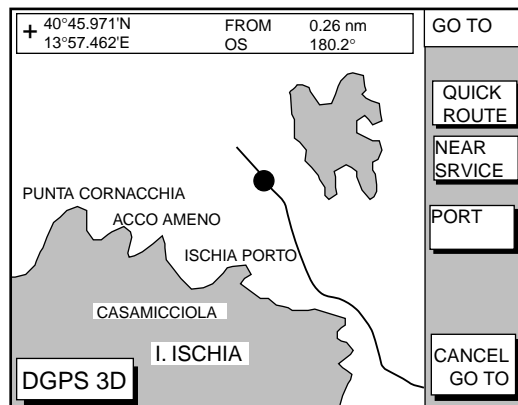 + 40°45.971'N FROM 0.26 nm
13°57.462'E OS 180.2°
GO TO
QUICK
ROUTE
NEAR
SRVICE
PORT
PUNTA CORNACCHIA
ACCO AMENO
ISCHIA PORTO
CASAMICCIOLA
I. ISCHIA
DGPS 3D
CANCEL
GO TO